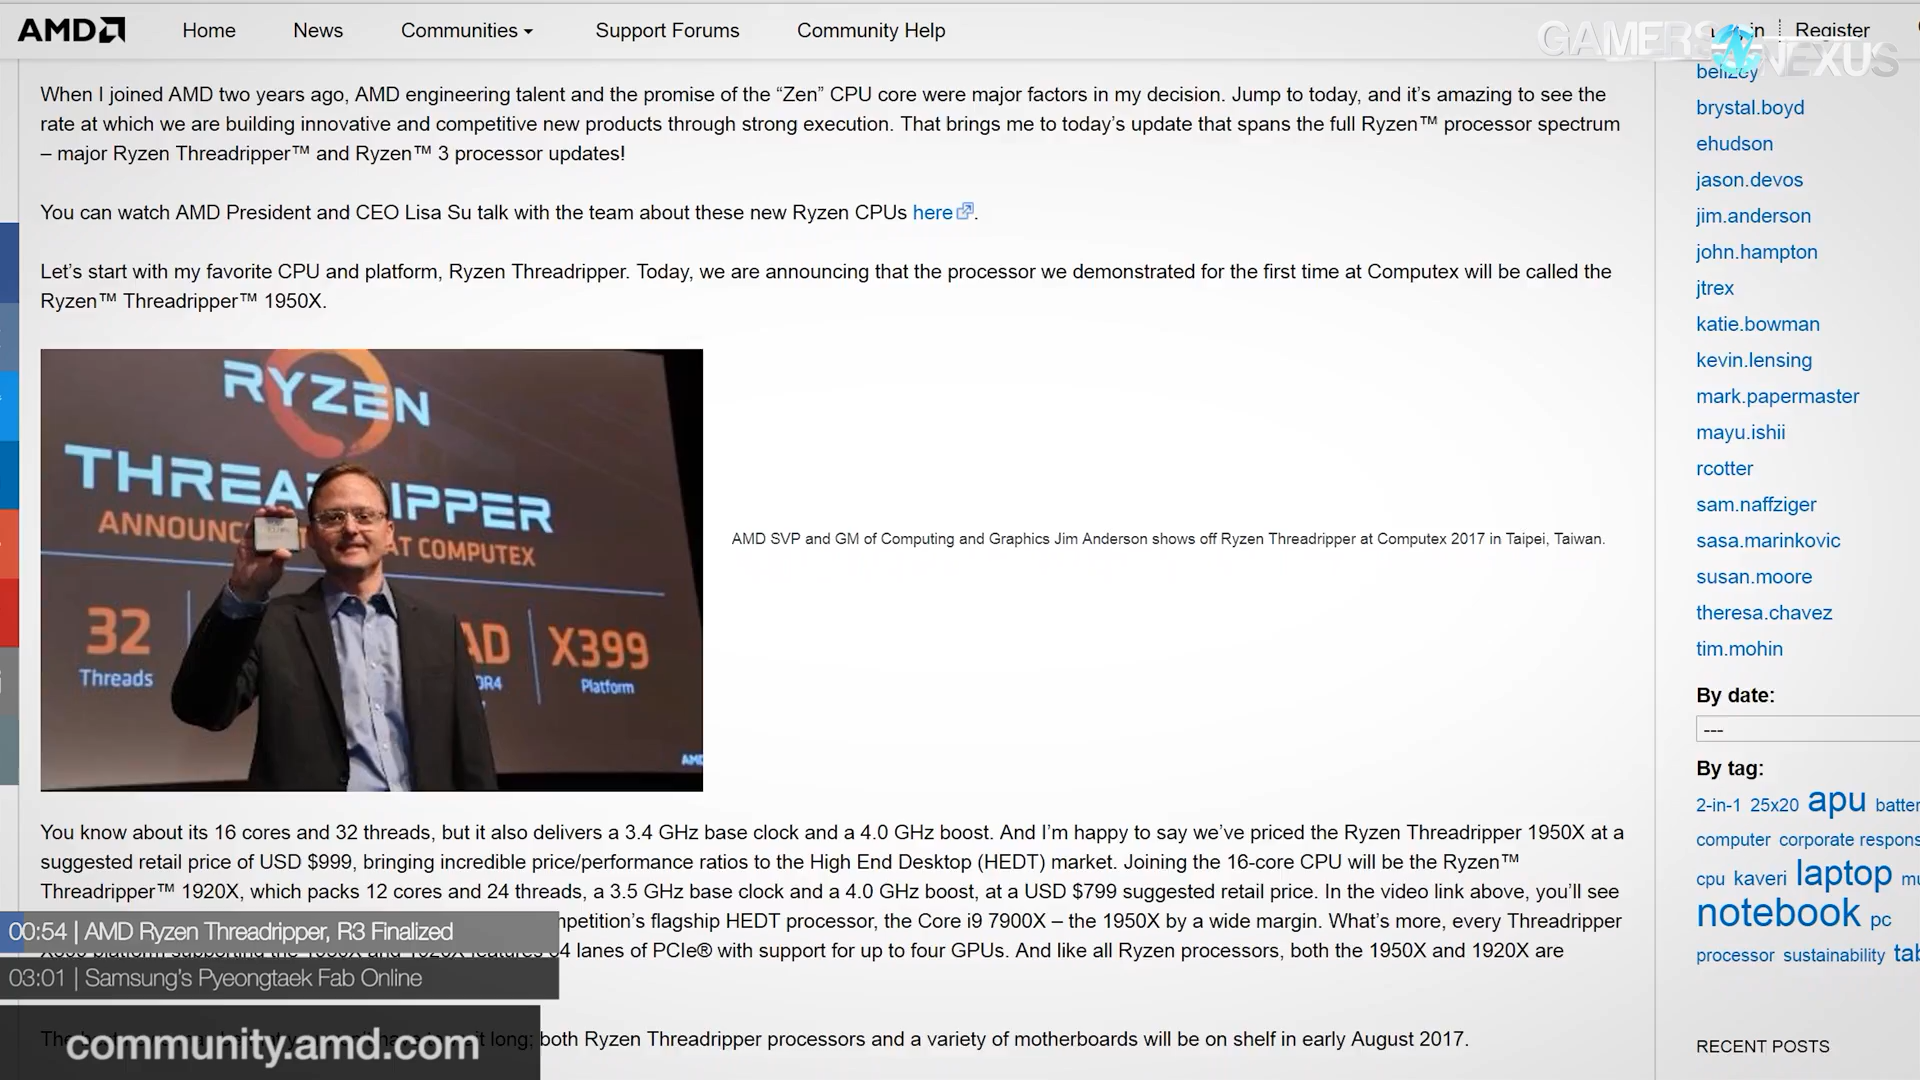 AMD Home News Communities Support Forums Community Help Register
GAMERS NEXUS
When I joined AMD two years ago, AMD engineering talent and the promise of the “Zen” CPU core were major factors in my decision. Jump to today, and it’s amazing to see the
rate at which we are building innovative and competitive new products through strong execution. That brings me to today’s update that spans the full Ryzen™ processor spectrum
– major Ryzen Threadripper™ and Ryzen™ 3 processor updates!
You can watch AMD President and CEO Lisa Su talk with the team about these new Ryzen CPUs here.
Let’s start with my favorite CPU and platform, Ryzen Threadripper. Today, we are announcing that the processor we demonstrated for the first time at Computex will be called the
Ryzen™ Threadripper™ 1950X.
RYZEN
THREADRIPPER
AT COMPUTEX
32
Threads
X399
Platform
AMD
AMD SVP and GM of Computing and Graphics Jim Anderson shows off Ryzen Threadripper at Computex 2017 in Taipei, Taiwan.
You know about its 16 cores and 32 threads, but it also delivers a 3.4 GHz base clock and a 4.0 GHz boost. And I’m happy to say we’ve priced the Ryzen Threadripper 1950X at a
suggested retail price of USD $999, bringing incredible price/performance ratios to the High End Desktop (HEDT) market. Joining the 16-core CPU will be the Ryzen™
Threadripper™ 1920X, which packs 12 cores and 24 threads, a 3.5 GHz base clock and a 4.0 GHz boost, at a USD $799 suggested retail price. In the video link above, you’ll see
flagship HEDT processor, the Core i9 7900X – the 1950X by a wide margin. What’s more, every Threadripper
lanes of PCIe® with support for up to four GPUs. And like all Ryzen processors, both the 1950X and 1920X are
both Ryzen Threadripper processors and a variety of motherboards will be on shelf in early August 2017.
00:54 | AMD Ryzen Threadripper, R3 Finalized
03:01 | Samsung's Pyeongtaek Fab Online
community.amd.com
belizey
brystal.boyd
ehudson
jason.devos
jim.anderson
john.hampton
jtrex
katie.bowman
kevin.lensing
mark.papermaster
mayu.ishii
rcotter
sam.naffziger
sasa.marinkovic
susan.moore
theresa.chavez
tim.mohin
By date:
---
By tag:
2-in-1 25x20 apu
computer corporate
cpu kaveri laptop
notebook pc
processor sustainability
RECENT POSTS